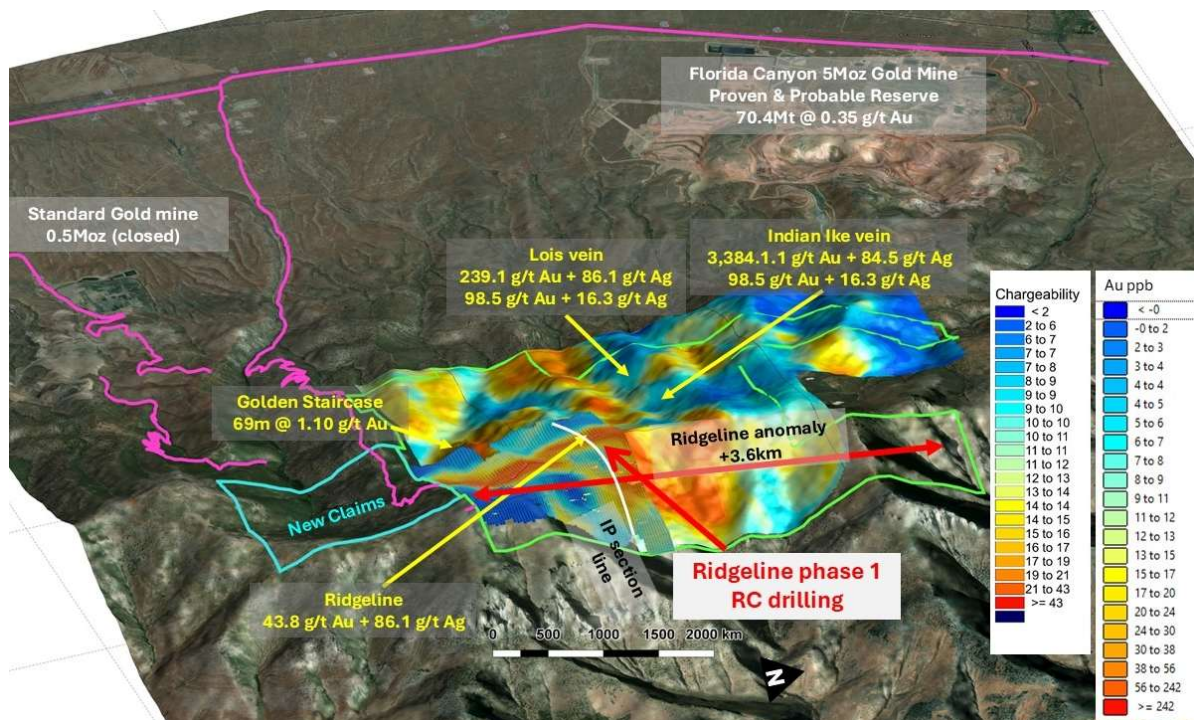 Florida Canyon 5Moz Gold Mine
Proven & Probable Reserve
70.4Mt @ 0.35 g/t Au
Standard Gold mine
0.5Moz (closed)
Lois vein
239.1 g/t Au + 86.1 g/t Ag
98.5 g/t Au + 16.3 g/t Ag
Indian Ike vein
3,384.1.1 g/t Au + 84.5 g/t Ag
98.5 g/t Au + 16.3 g/t Ag
Golden Staircase
69m @ 1.10 g/t Au
Ridgeline anomaly
+3.6km
New Claims
IP section
line
Ridgeline
43.8 g/t Au + 86.1 g/t Ag
Ridgeline phase 1
RC drilling
0 500 1000 1500 2000 km
N
Chargeability
< 2
2 to 6
6 to 7
7 to 7
7 to 8
8 to 9
9 to 9
9 to 10
10 to 10
10 to 11
11 to 11
11 to 12
12 to 13
13 to 14
14 to 14
14 to 15
15 to 16
16 to 17
17 to 19
19 to 21
21 to 43
>= 43
Au ppb
< -0
-0 to 2
2 to 3
3 to 4
4 to 4
4 to 5
5 to 6
6 to 7
7 to 8
8 to 9
9 to 11
11 to 12
12 to 13
13 to 15
15 to 17
17 to 20
20 to 24
24 to 30
30 to 38
38 to 56
56 to 242
>= 242